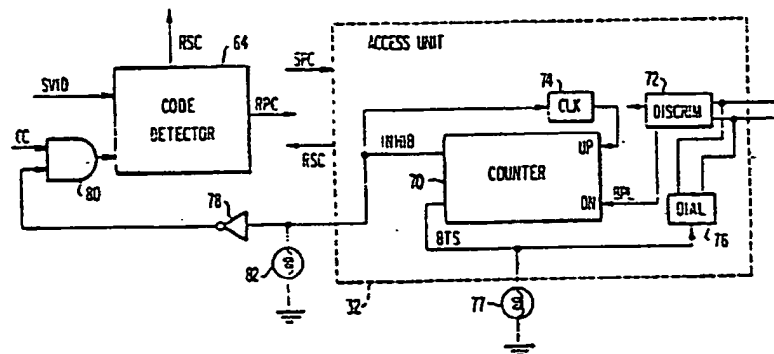 RSC
64
SPC
ACCESS UNIT
SVID
CODE
DETECTOR
RPC
74
CLK
72
DISCRIM
CC
80
RSC
INHIB
UP
70
COUNTER
DN
BPL
DIAL
76
78
BTS
82
32
77